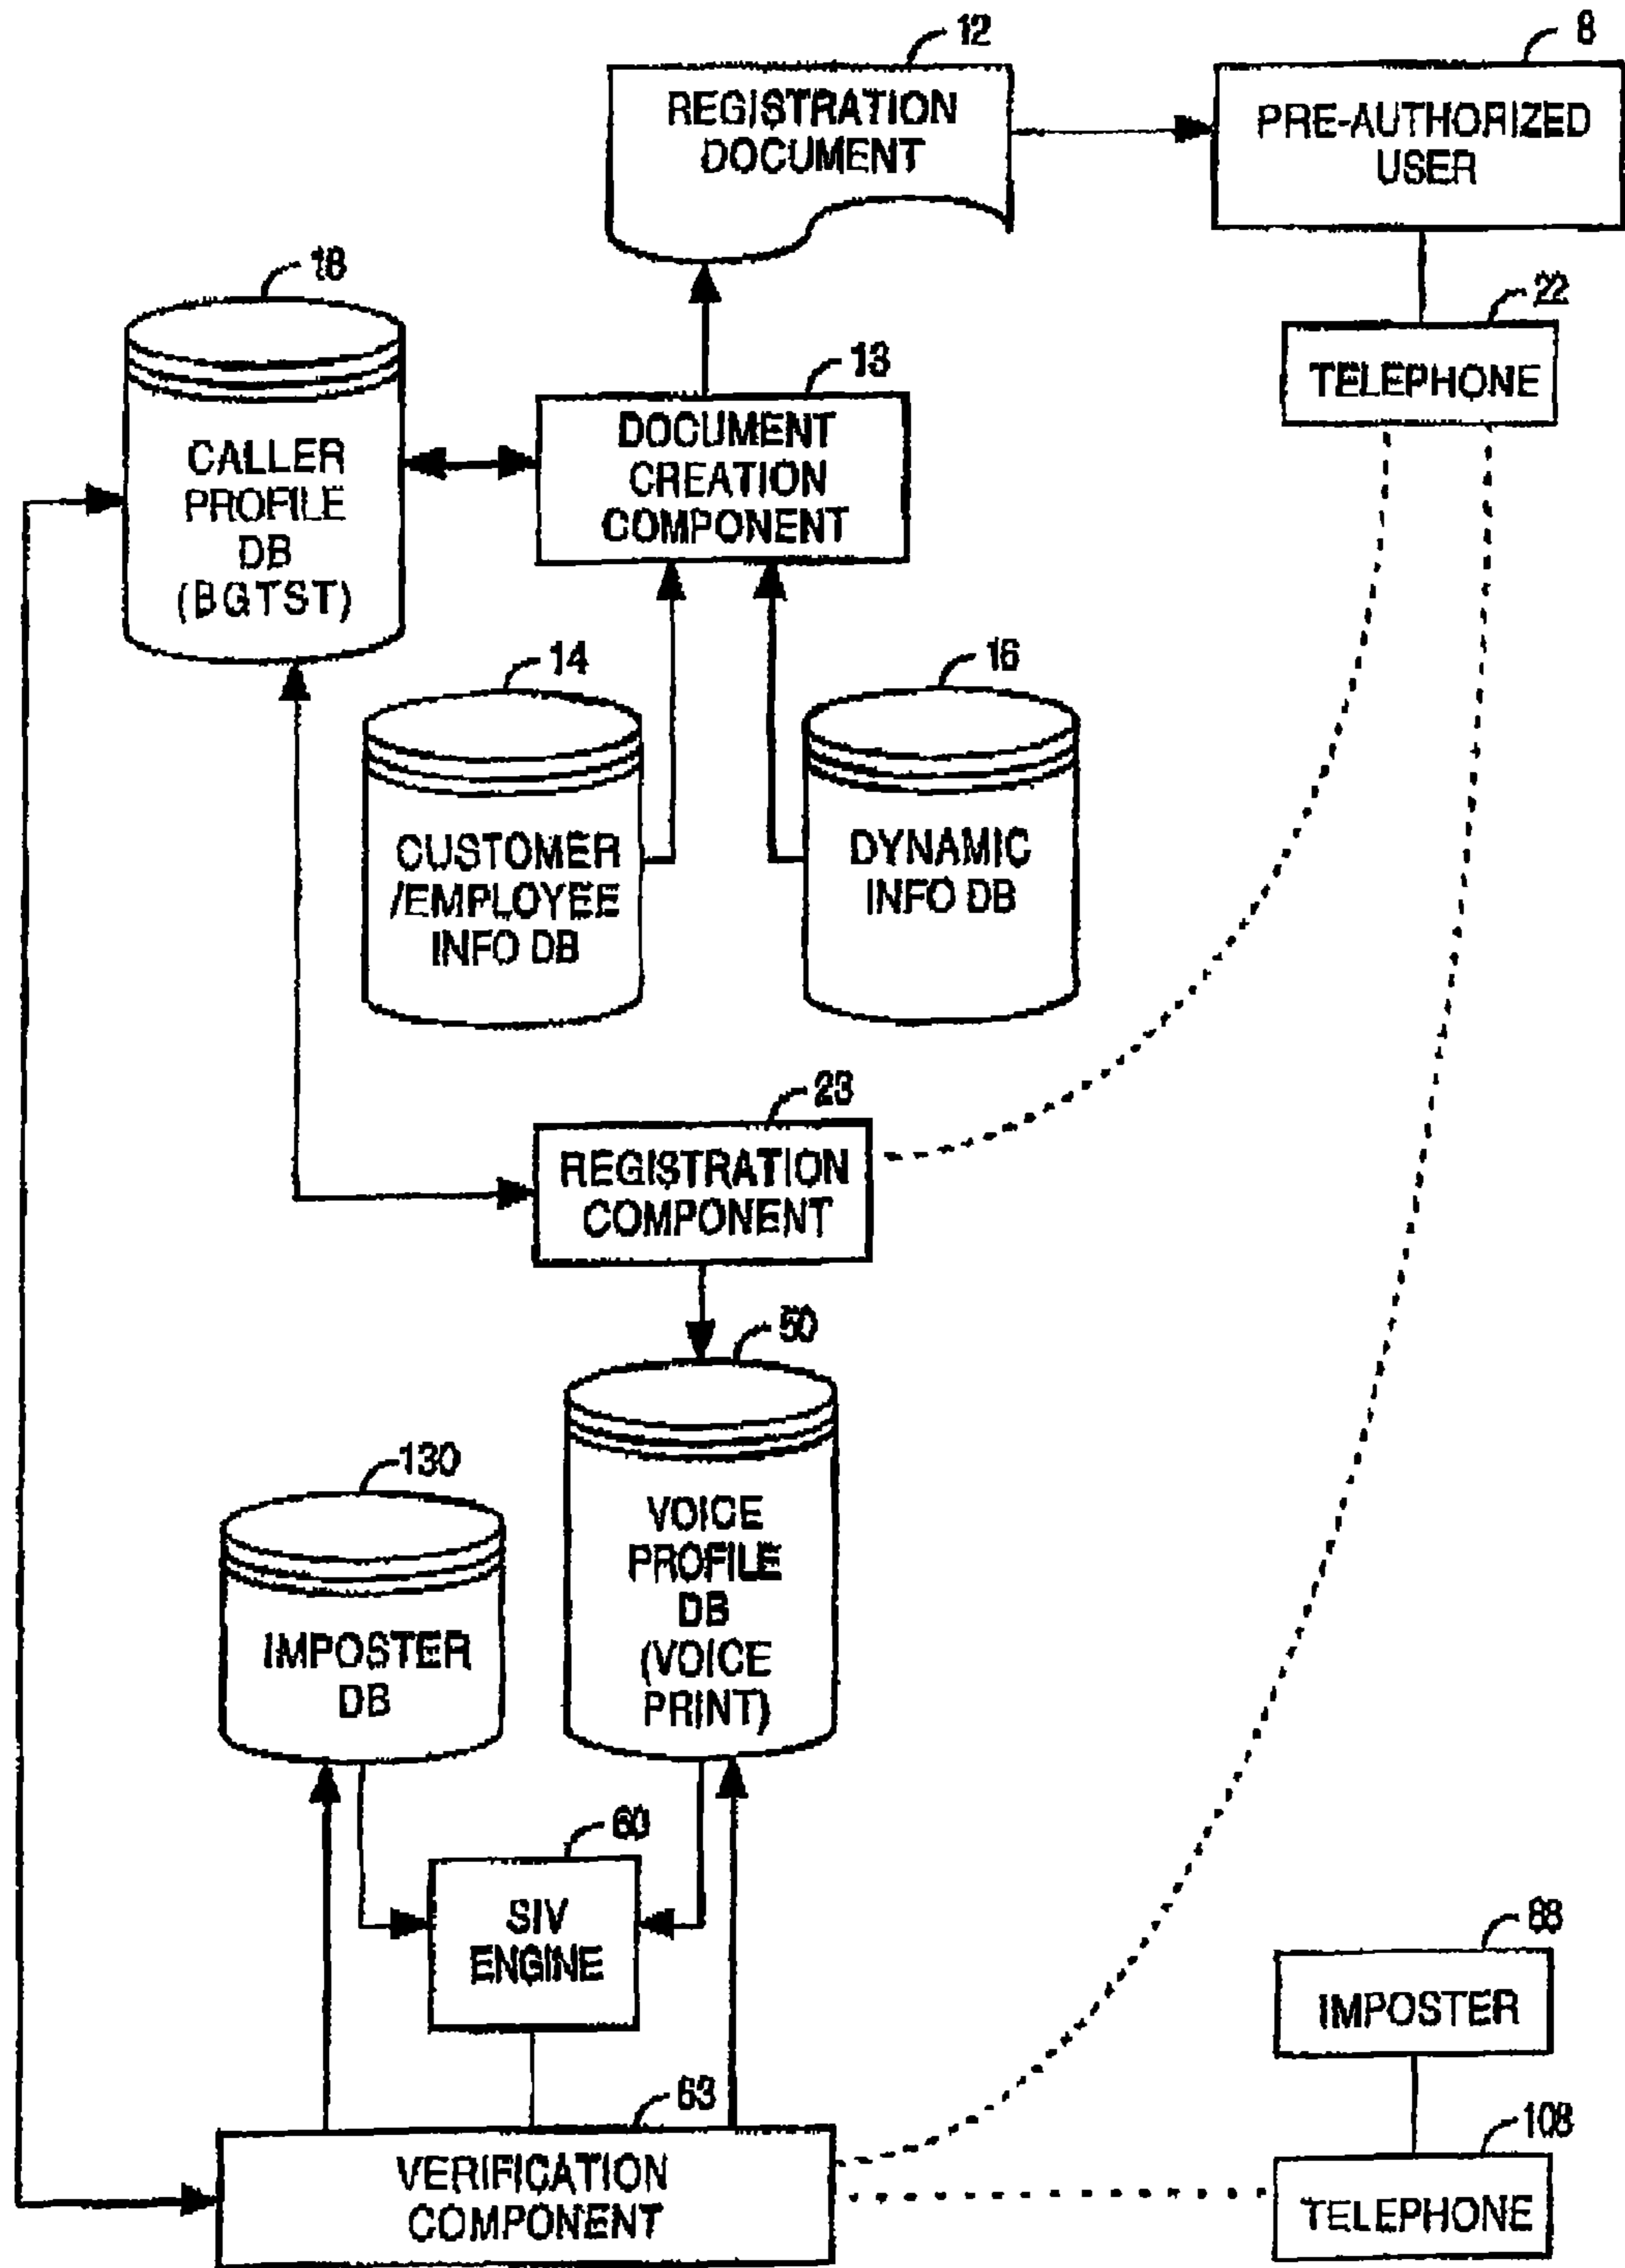 12
8
REGISTRATION
DOCUMENT
PRE-AUTHORIZED
USER
18
22
TELEPHONE
13
DOCUMENT
CREATION
COMPONENT
CALLER
PROFILE
DB
(BGTST)
14
16
CUSTOMER
/EMPLOYEE
INFO DB
DYNAMIC
INFO DB
23
REGISTRATION
COMPONENT
50
130
VOICE
PROFILE
DB
(VOICE
PRINT)
IMPOSTER
DB
60
SIV
ENGINE
88
IMPOSTER
63
VERIFICATION
COMPONENT
108
TELEPHONE